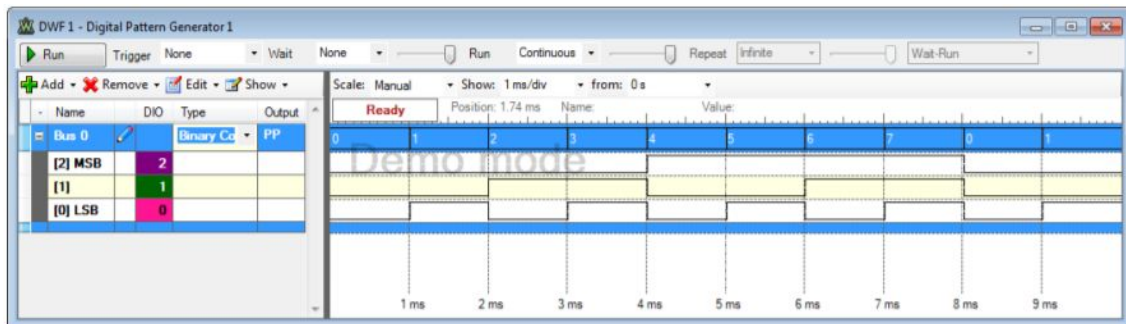 DWF 1 - Digital Pattern Generator 1
Run Trigger None Wait None Run Continuous Repeat Infinite Wait-Run
Add Remove Edit Show Scale: Manual Show: 1 ms/div from: 0 s
Ready Position: 1.74 ms Name: Value:
- Name DIO Type Output
Bus 0 Binary Co PP 0 1 2 3 4 5 6 7 0 1
Demo mode
[2] MSB 2
[1] 1
[0] LSB 0
1 ms 2 ms 3 ms 4 ms 5 ms 6 ms 7 ms 8 ms 9 ms